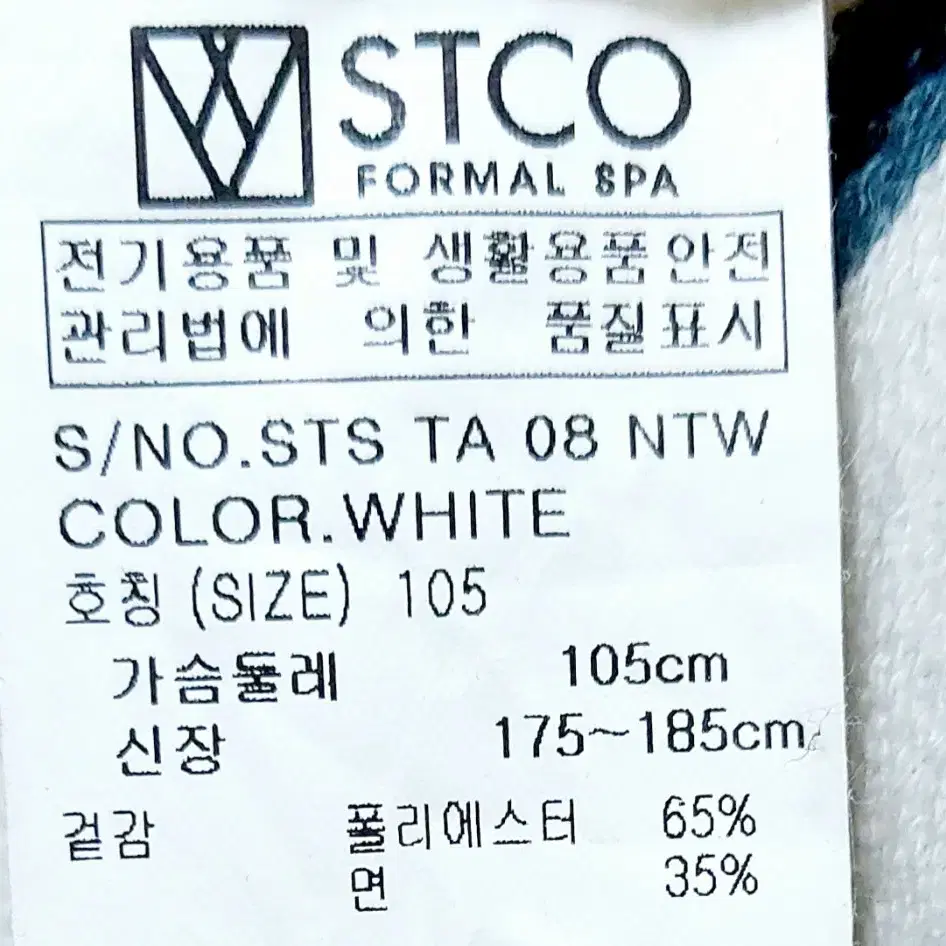 STCO
FORMAL SPA
전기용품 및 생활용품안전
관리법에 의한 품질표시
S/NO.STS TA 08 NTW
COLOR.WHITE
호칭 (SIZE) 105
가슴둘레 105cm
신장 175~185cm
겉감 폴리에스터 65%
면 35%